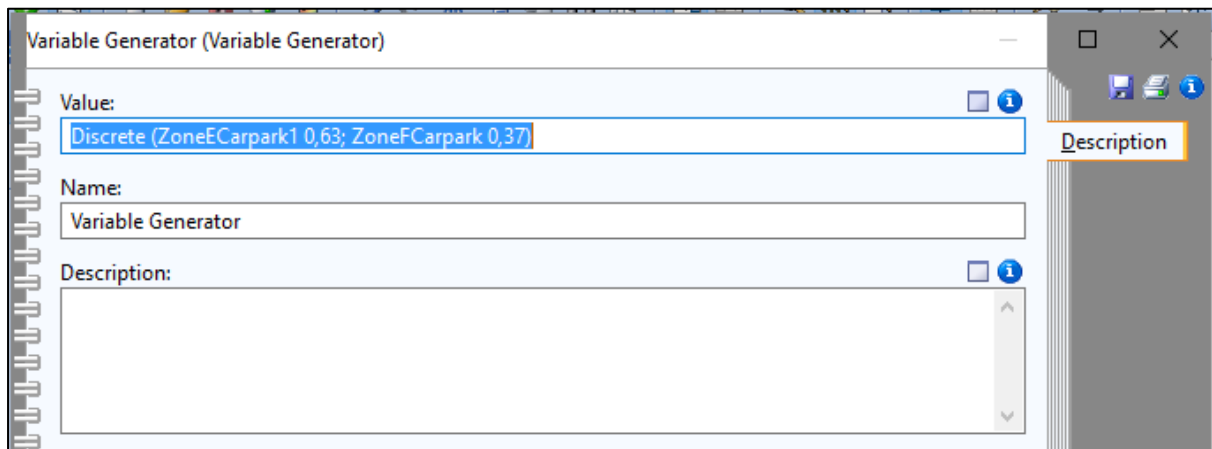 Variable Generator (Variable Generator)
Value:
Discrete (ZoneECarpark1 0,63; ZoneFCarpark 0,37)
Description
Name:
Variable Generator
Description: